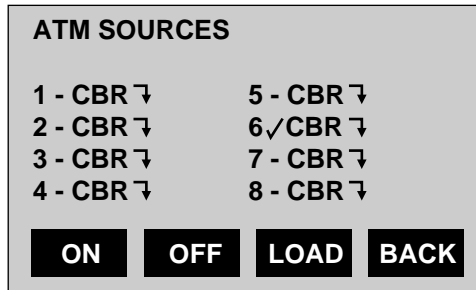 ATM SOURCES
1 - CBR ↴ 5 - CBR ↴
2 - CBR ↴ 6✓CBR ↴
3 - CBR ↴ 7 - CBR ↴
4 - CBR ↴ 8 - CBR ↴
ON OFF LOAD BACK